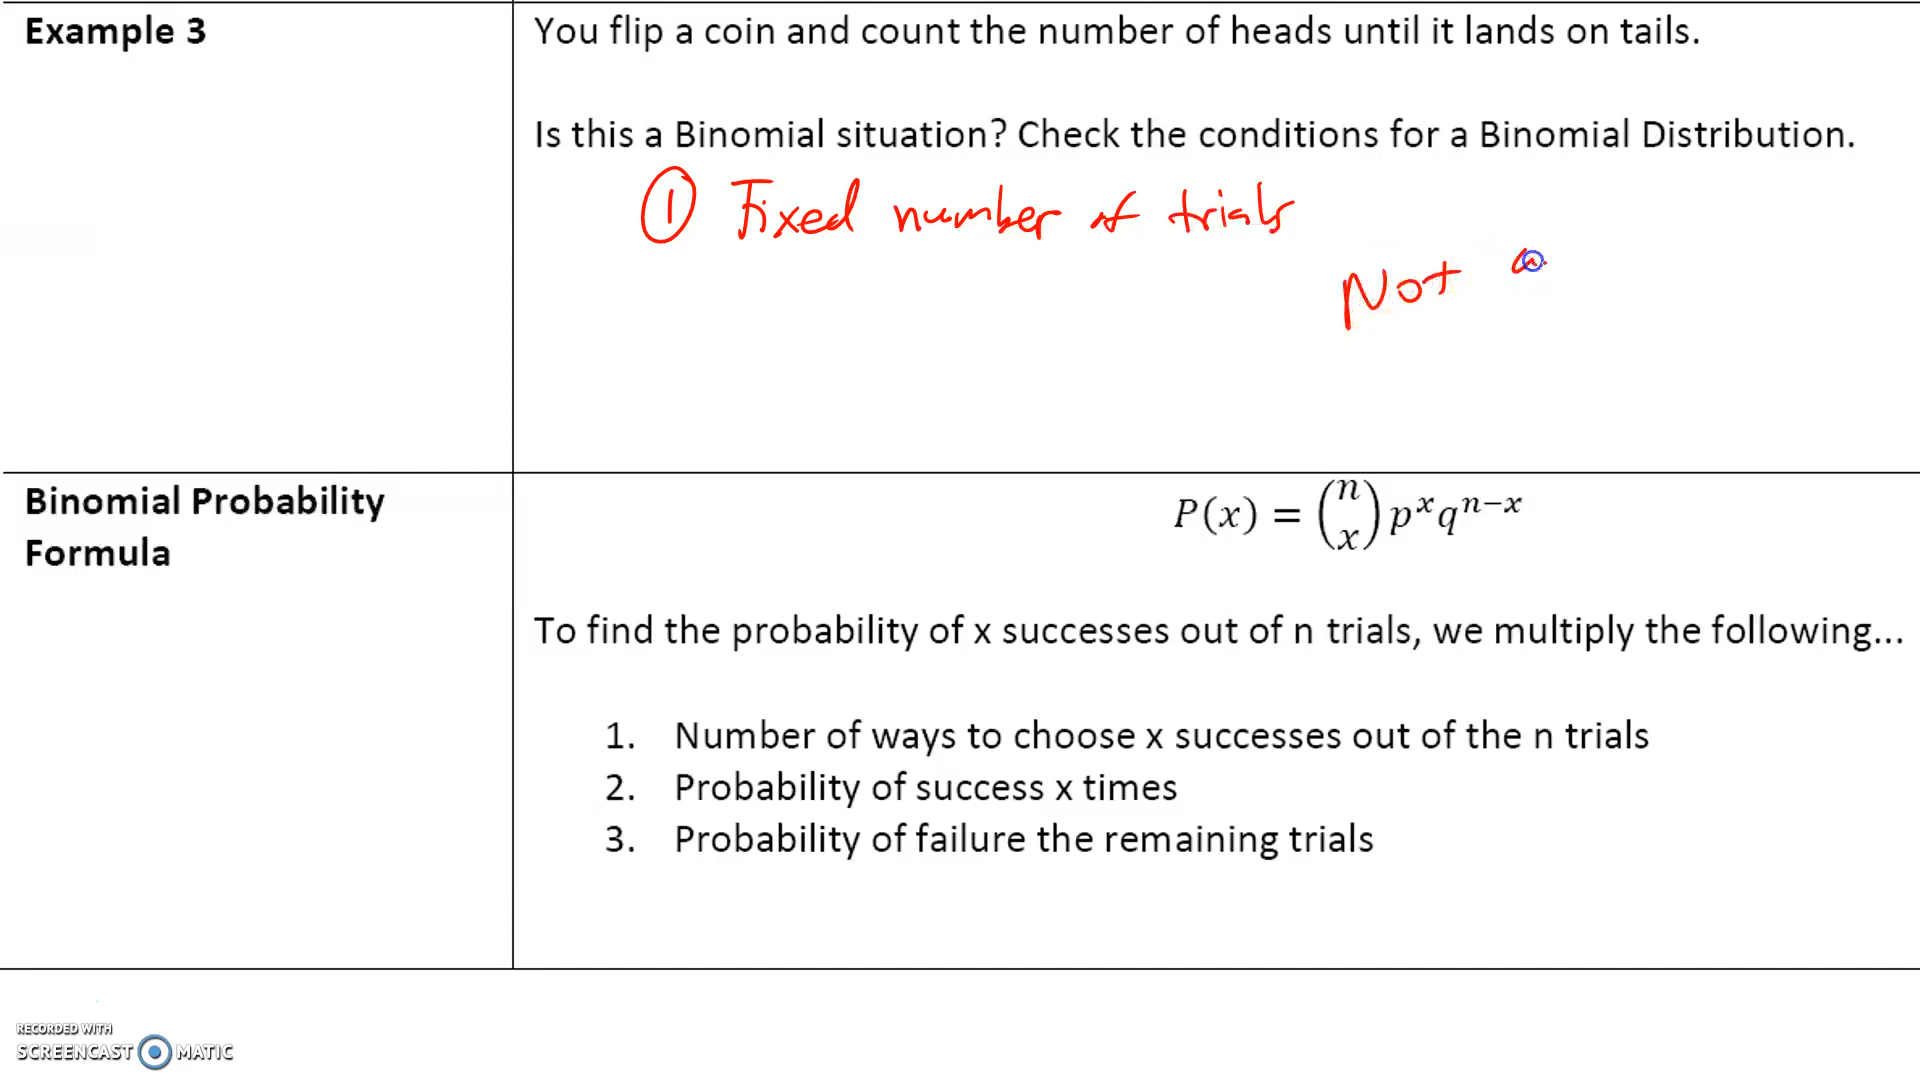 Example 3
You flip a coin and count the number of heads until it lands on tails.
Is this a Binomial situation? Check the conditions for a Binomial Distribution.
① Fixed number of trials
Not a
Binomial Probability
Formula
P(x) = (n x) p^x q^{n−x}
To find the probability of x successes out of n trials, we multiply the following...
1. Number of ways to choose x successes out of the n trials
2. Probability of success x times
3. Probability of failure the remaining trials
RECORDED WITH
SCREENCAST MATIC